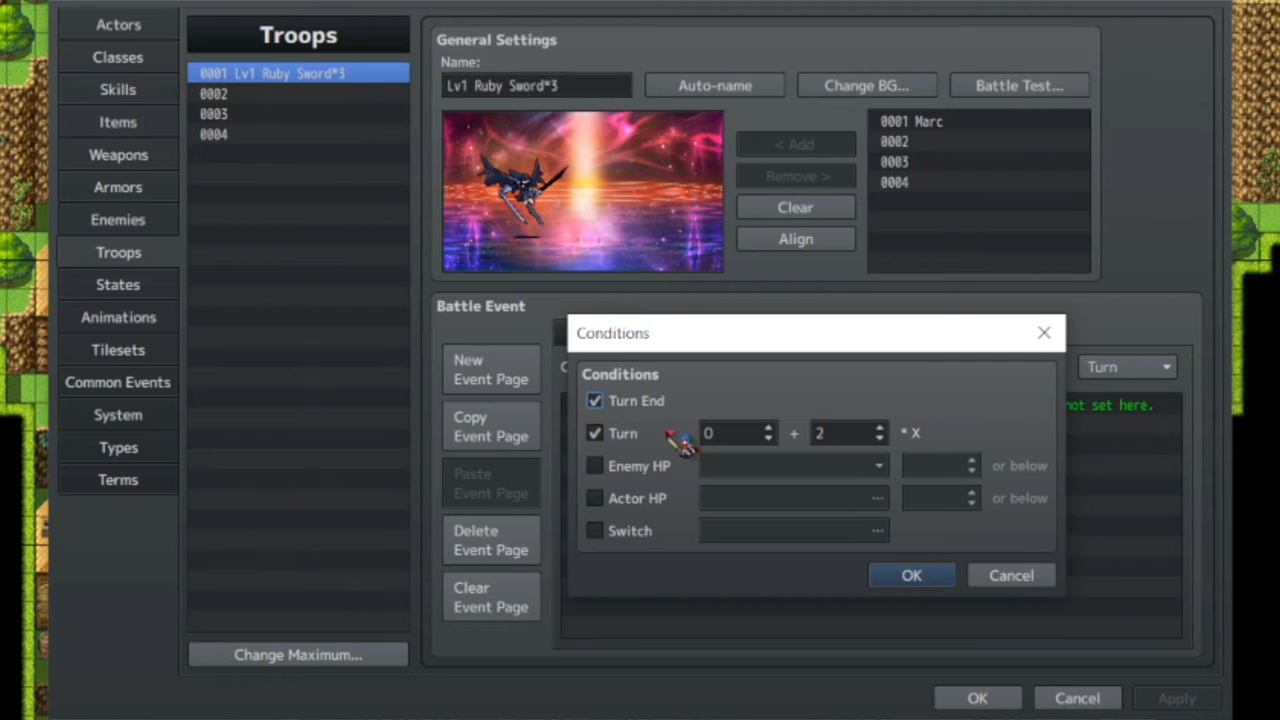 Actors
Classes
Skills
Items
Weapons
Armors
Enemies
Troops
States
Animations
Tilesets
Common Events
System
Types
Terms
Troops
0001 Lv1 Ruby Sword*3
0002
0003
0004
Change Maximum...
General Settings
Name:
Lv1 Ruby Sword*3
Auto-name
Change BG...
Battle Test...
< Add
Remove >
Clear
Align
0001 Marc
0002
0003
0004
Battle Event
New
Event Page
Copy
Event Page
Paste
Event Page
Delete
Event Page
Clear
Event Page
Turn
not set here.
Conditions
Conditions
Turn End
Turn 0 + 2 * X
Enemy HP or below
Actor HP ... or below
Switch ...
OK Cancel
OK Cancel Apply